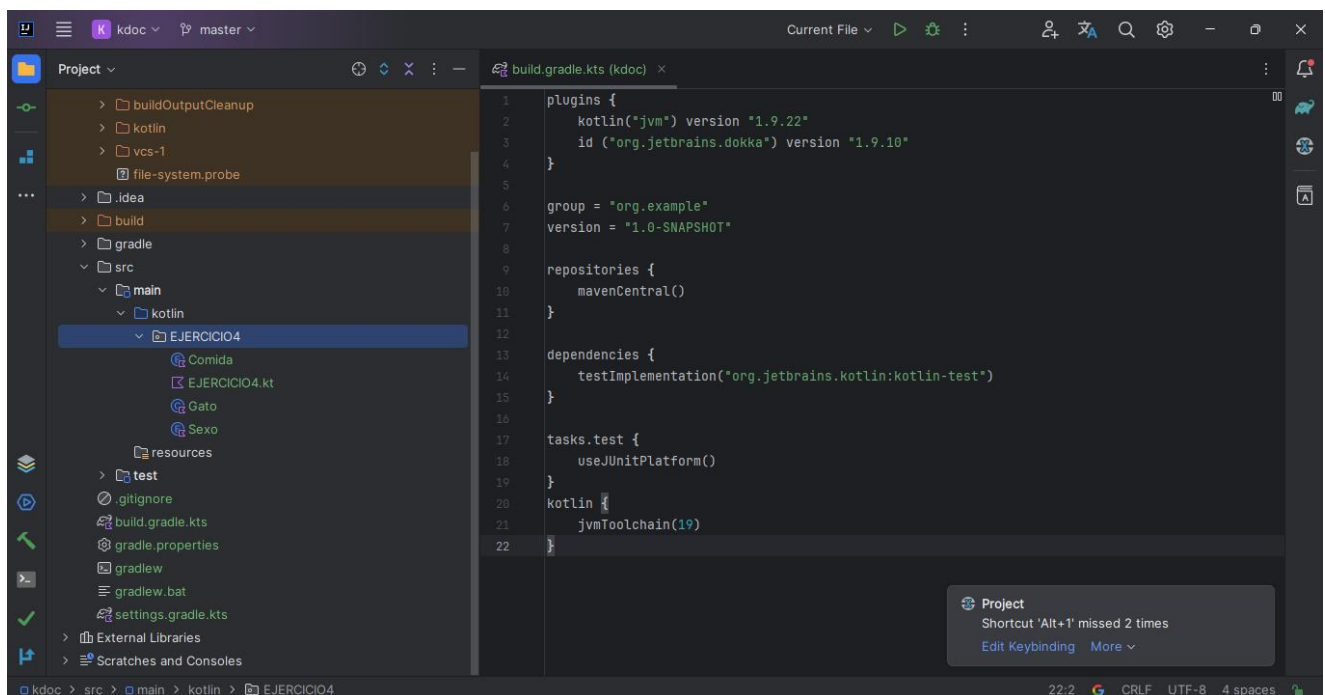 K kdoc master Current File
Project
build.gradle.kts (kdoc)
buildOutputCleanup
kotlin
vcs-1
file-system.probe
.idea
build
gradle
src
main
kotlin
EJERCICIO4
Comida
EJERCICIO4.kt
Gato
Sexo
resources
test
.gitignore
build.gradle.kts
gradle.properties
gradlew
gradlew.bat
settings.gradle.kts
External Libraries
Scratches and Consoles
1 plugins {
2 kotlin("jvm") version "1.9.22"
3 id ("org.jetbrains.dokka") version "1.9.10"
4 }
5
6 group = "org.example"
7 version = "1.0-SNAPSHOT"
8
9 repositories {
10 mavenCentral()
11 }
12
13 dependencies {
14 testImplementation("org.jetbrains.kotlin:kotlin-test")
15 }
16
17 tasks.test {
18 useJUnitPlatform()
19 }
20 kotlin {
21 jvmToolchain(19)
22 }
Project
Shortcut 'Alt+1' missed 2 times
Edit Keybinding More
kdoc > src > main > kotlin > EJERCICIO4 22:2 CRLF UTF-8 4 spaces